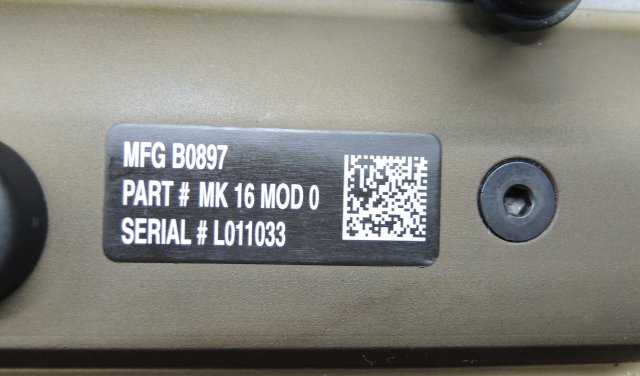 MFG B0897
PART # MK 16 MOD 0
SERIAL # L011033